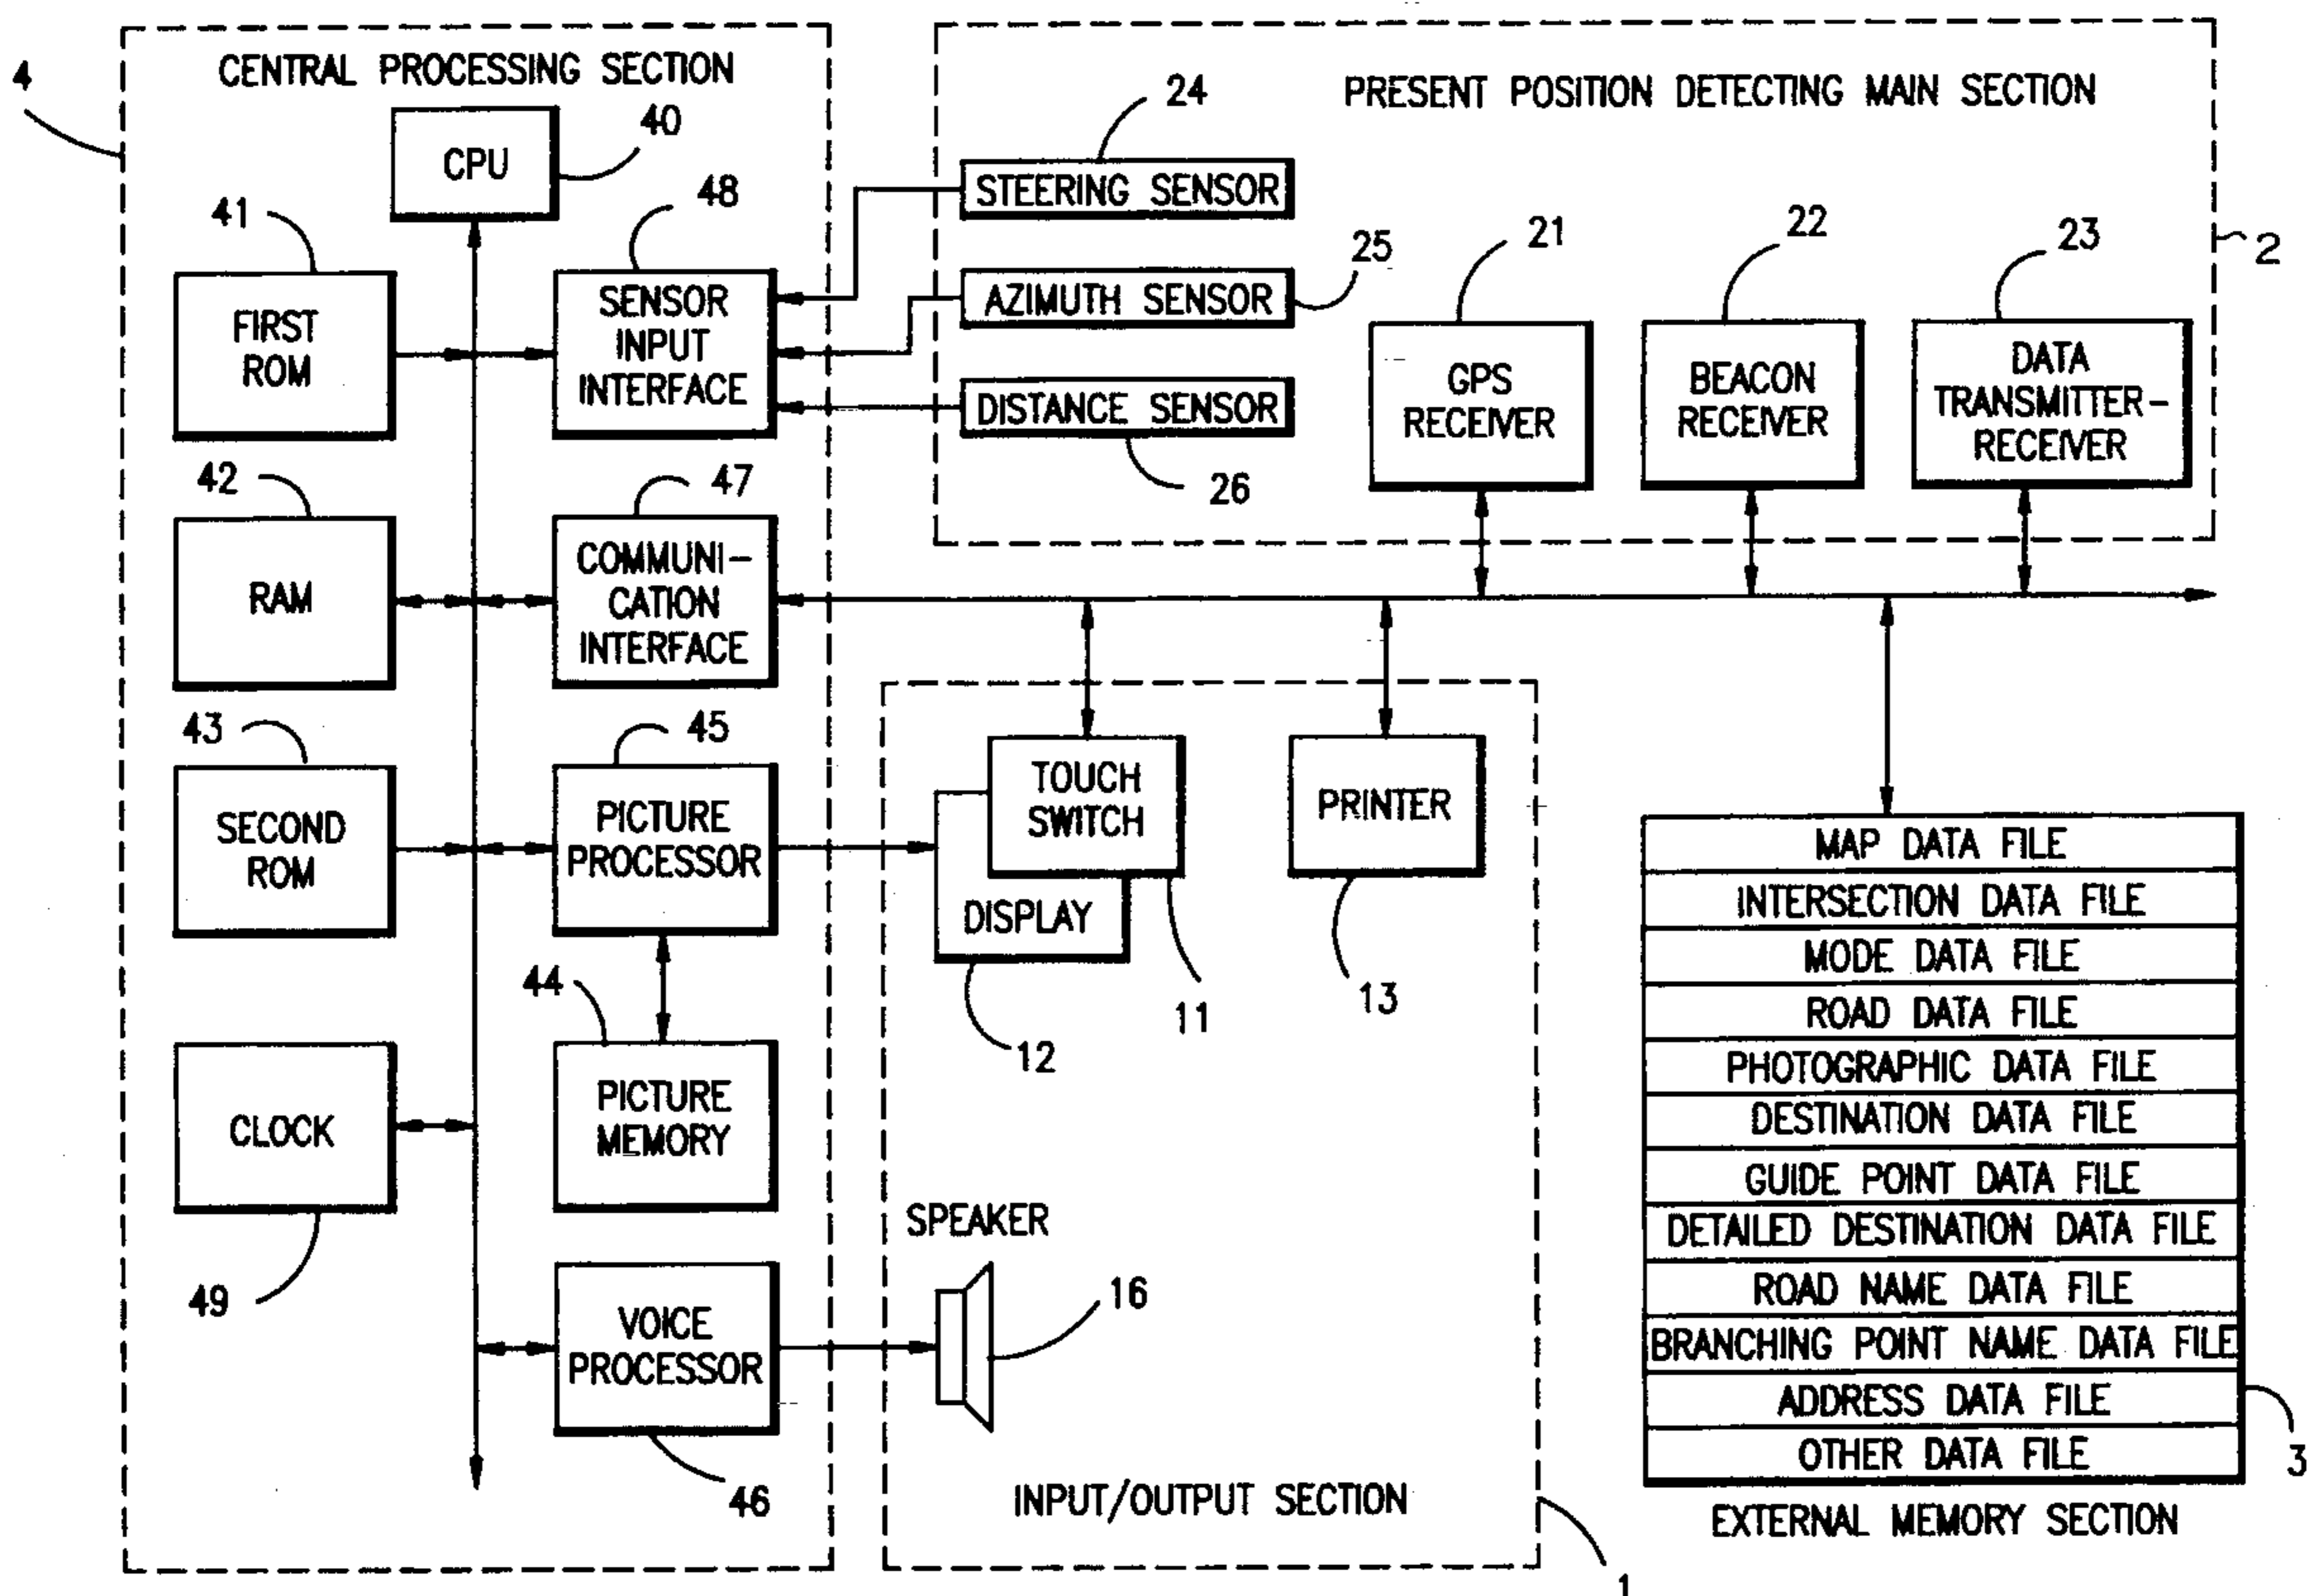 4
CENTRAL PROCESSING SECTION
CPU
40
41
FIRST
ROM
48
SENSOR
INPUT
INTERFACE
42
RAM
47
COMMUNI-
CATION
INTERFACE
43
SECOND
ROM
45
PICTURE
PROCESSOR
44
PICTURE
MEMORY
CLOCK
49
VOICE
PROCESSOR
46
PRESENT POSITION DETECTING MAIN SECTION
2
24
STEERING SENSOR
25
AZIMUTH SENSOR
DISTANCE SENSOR
26
21
GPS
RECEIVER
22
BEACON
RECEIVER
23
DATA
TRANSMITTER-
RECEIVER
TOUCH
SWITCH
11
DISPLAY
12
PRINTER
13
SPEAKER
16
INPUT/OUTPUT SECTION
1
MAP DATA FILE
INTERSECTION DATA FILE
MODE DATA FILE
ROAD DATA FILE
PHOTOGRAPHIC DATA FILE
DESTINATION DATA FILE
GUIDE POINT DATA FILE
DETAILED DESTINATION DATA FILE
ROAD NAME DATA FILE
BRANCHING POINT NAME DATA FILE
ADDRESS DATA FILE
OTHER DATA FILE
3
EXTERNAL MEMORY SECTION